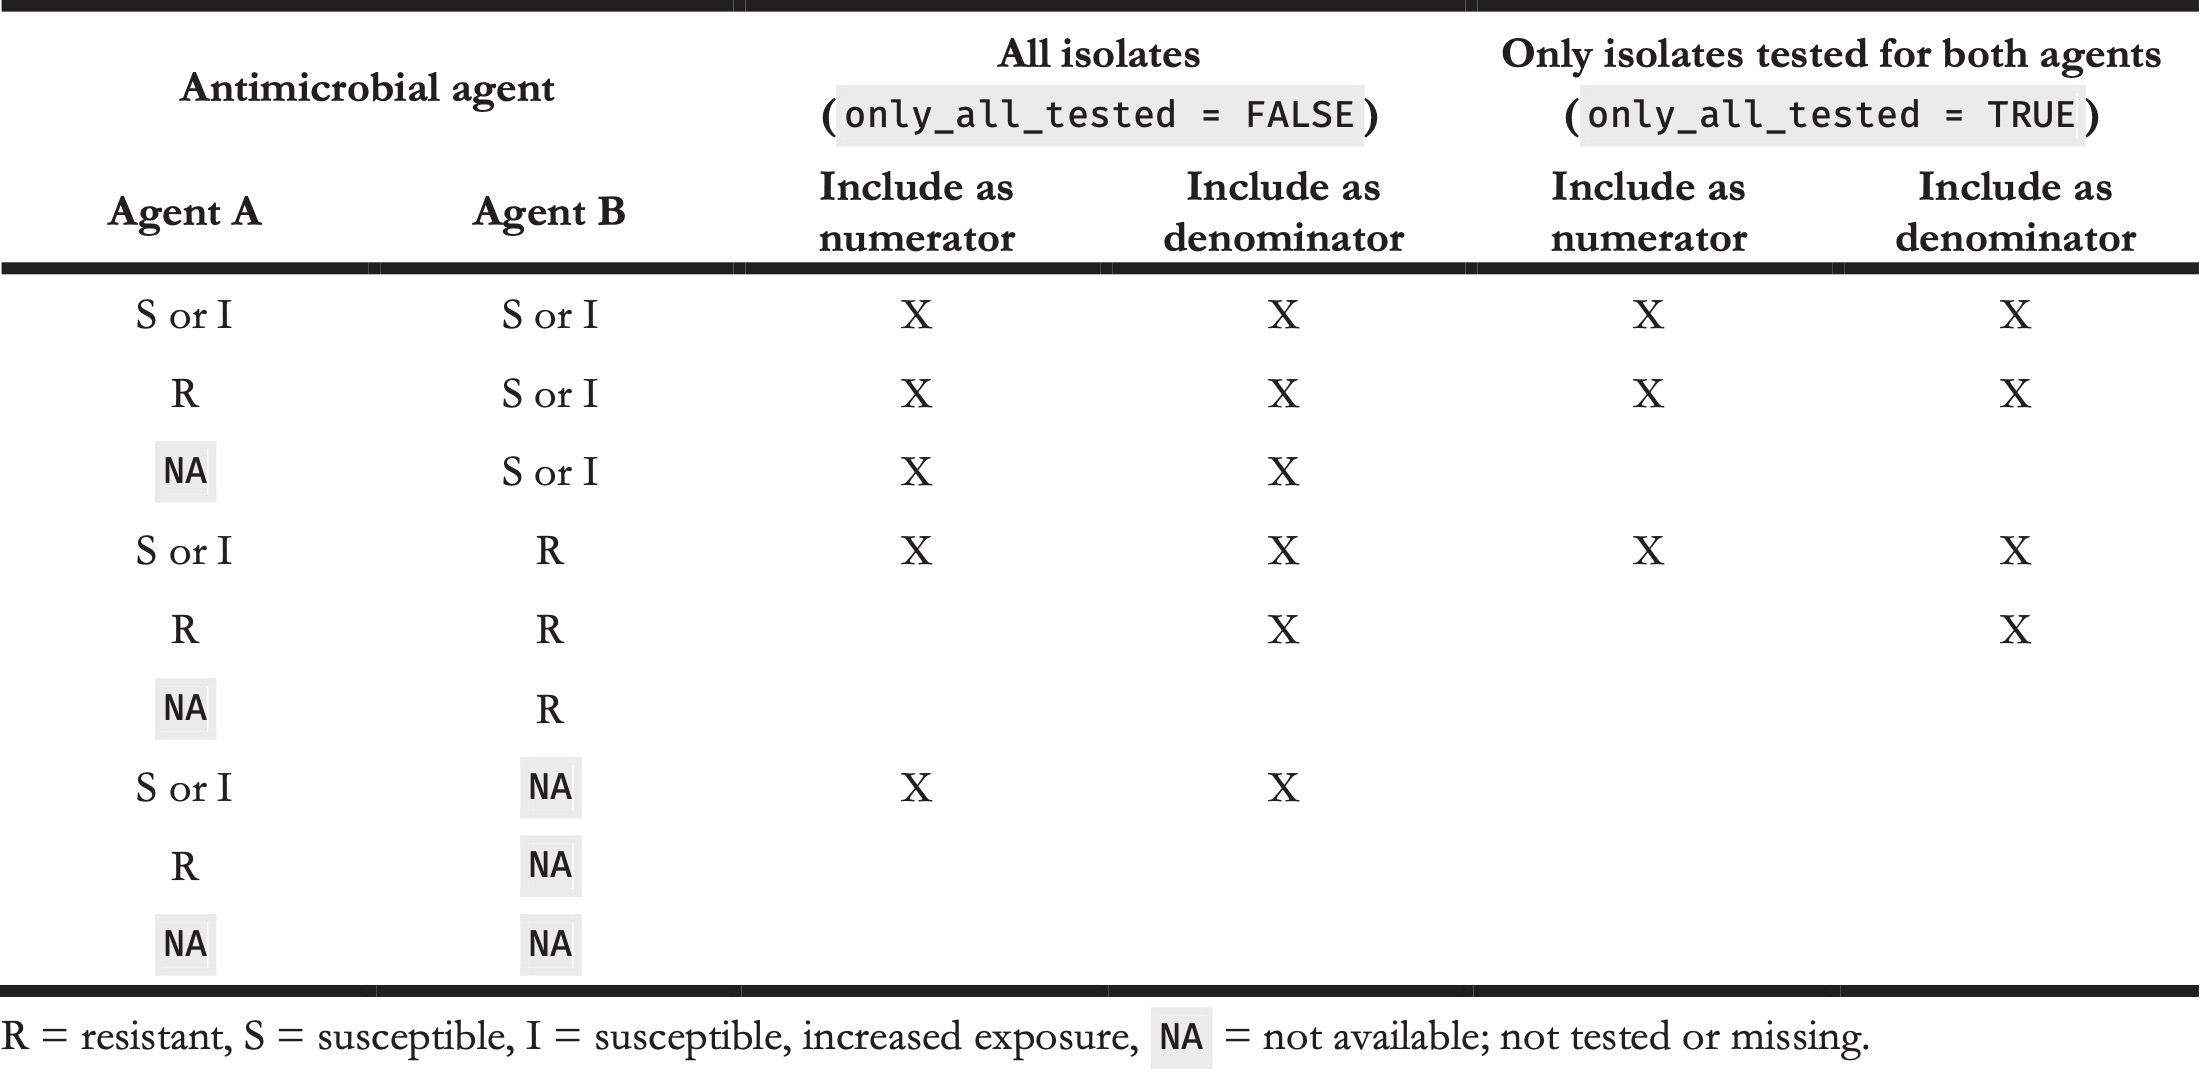 Antimicrobial agent All isolates Only isolates tested for both agents
(only_all_tested = FALSE) (only_all_tested = TRUE)
Agent A Agent B Include as numerator Include as denominator Include as numerator Include as denominator
S or I S or I X X X X
R S or I X X X X
NA S or I X X
S or I R X X X X
R R X X
NA R
S or I NA X X
R NA
NA NA
R = resistant, S = susceptible, I = susceptible, increased exposure, NA = not available; not tested or missing.